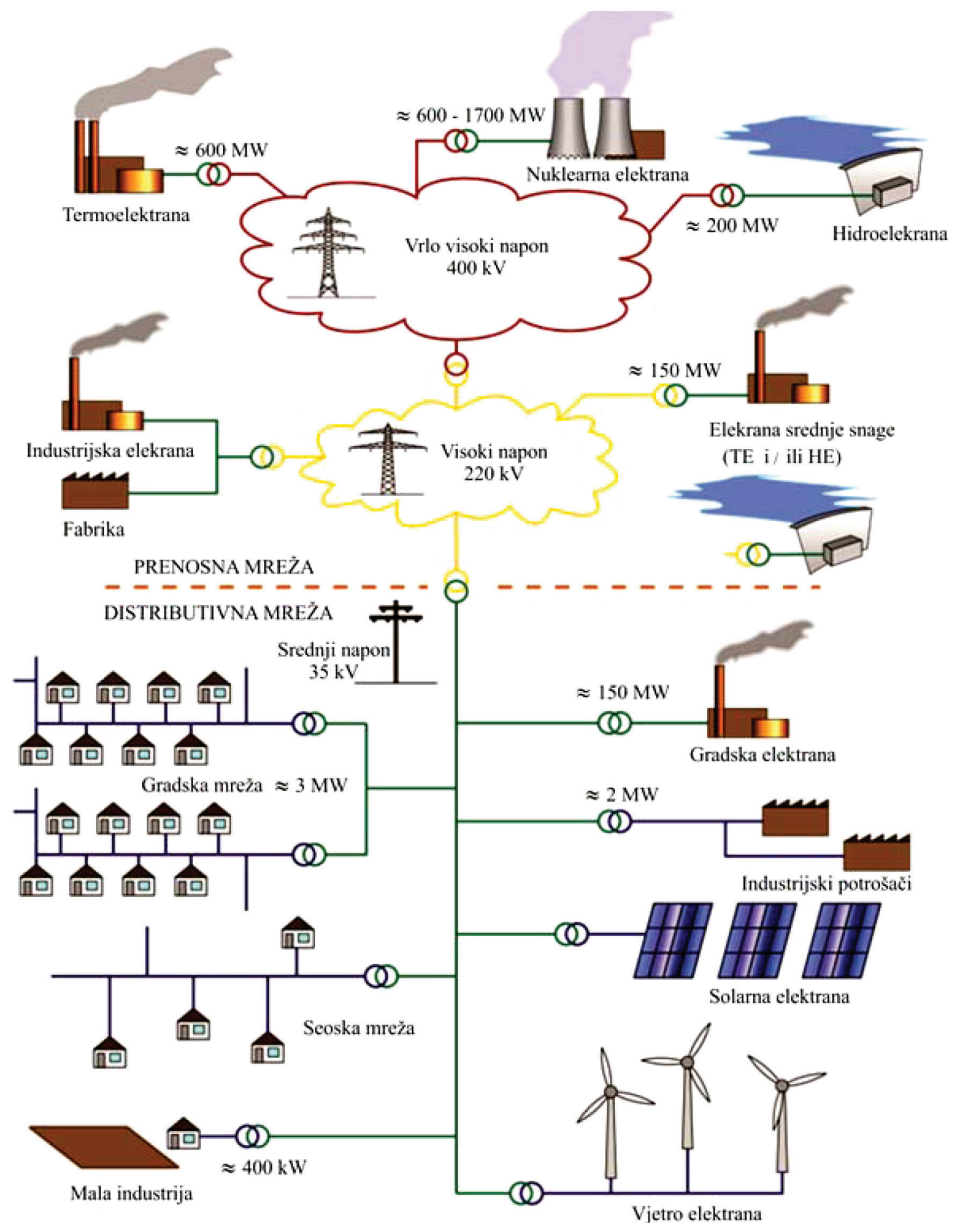 ≈ 600 - 1700 MW
≈ 600 MW
Nuklearna elektrana
Termoelektrana
≈ 200 MW
Hidroelekrana
Vrlo visoki napon
400 kV
≈ 150 MW
Industrijska elekrana
Visoki napon
220 kV
Elekrana srednje snage
(TE i / ili HE)
Fabrika
PRENOSNA MREŽA
DISTRIBUTIVNA MREŽA
Srednji napon
35 kV
≈ 150 MW
Gradska elektrana
Gradska mreža ≈ 3 MW
≈ 2 MW
Industrijski potrošači
Solarna elektrana
Seoska mreža
≈ 400 kW
Mala industrija
Vjetro elektrana